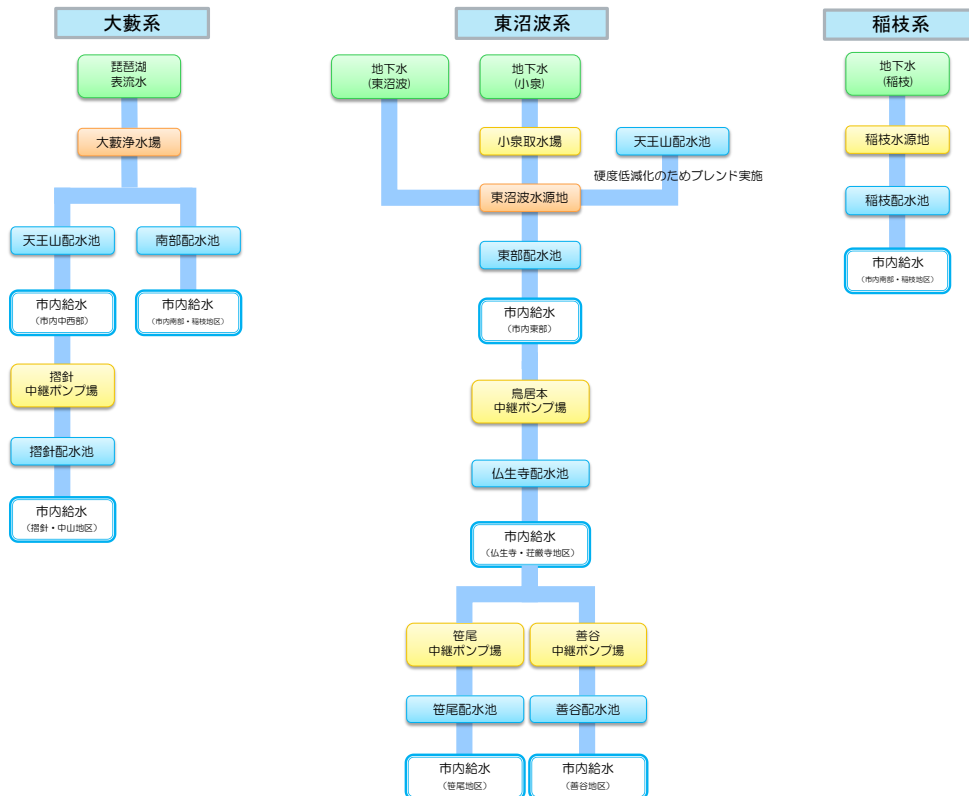 大藪系
琵琶湖
表流水
大藪浄水場
天王山配水池
南部配水池
市内給水
（市内中西部）
市内給水
（市内南部・稲枝地区）
摺針
中継ポンプ場
摺針配水池
市内給水
（摺針・中山地区）
東沼波系
地下水
(東沼波)
地下水
(小泉)
小泉取水場
天王山配水池
硬度低減化のためブレンド実施
東沼波水源地
東部配水池
市内給水
（市内東部）
鳥居本
中継ポンプ場
仏生寺配水池
市内給水
（仏生寺・荘厳寺地区）
笹尾
中継ポンプ場
善谷
中継ポンプ場
笹尾配水池
善谷配水池
市内給水
（笹尾地区）
市内給水
（善谷地区）
稲枝系
地下水
(稲枝)
稲枝水源地
稲枝配水池
市内給水
（市内南部・稲枝地区）